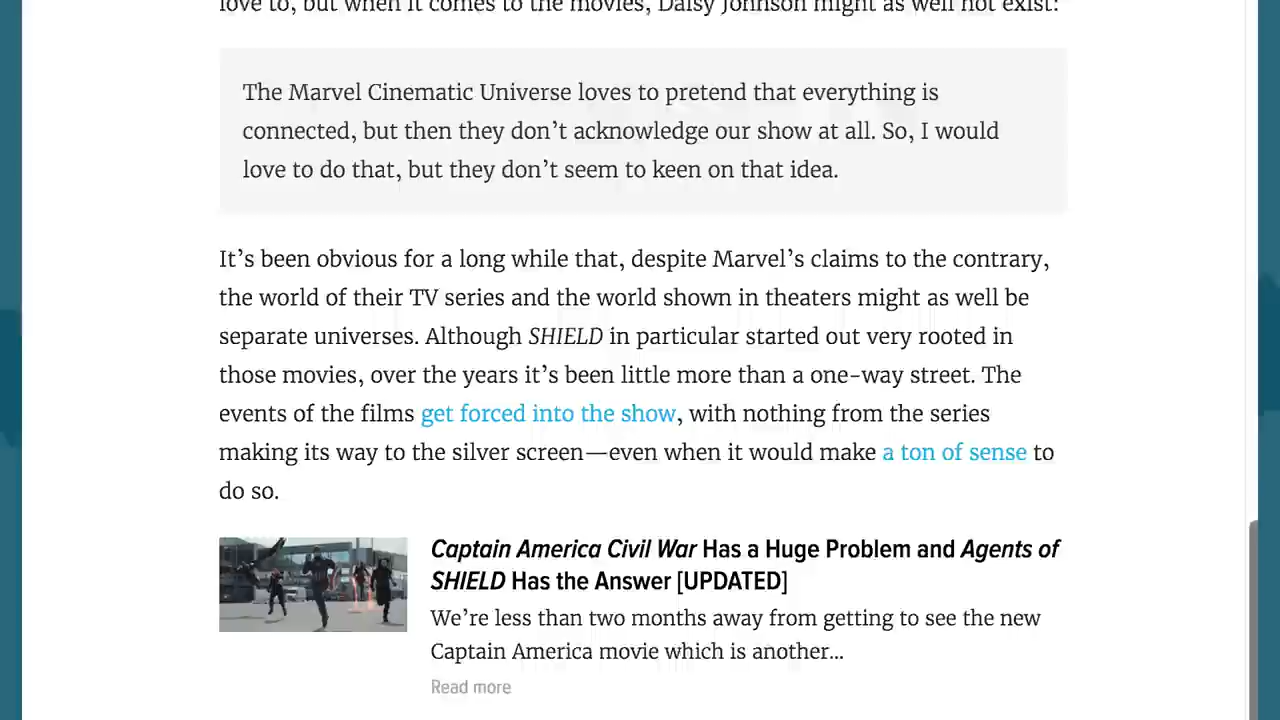 love to, but when it comes to the movies, Daisy Johnson might as well not exist:
The Marvel Cinematic Universe loves to pretend that everything is
connected, but then they don’t acknowledge our show at all. So, I would
love to do that, but they don’t seem to keen on that idea.
It’s been obvious for a long while that, despite Marvel’s claims to the contrary,
the world of their TV series and the world shown in theaters might as well be
separate universes. Although SHIELD in particular started out very rooted in
those movies, over the years it’s been little more than a one-way street. The
events of the films get forced into the show, with nothing from the series
making its way to the silver screen—even when it would make a ton of sense to
do so.
Captain America Civil War Has a Huge Problem and Agents of
SHIELD Has the Answer [UPDATED]
We’re less than two months away from getting to see the new
Captain America movie which is another...
Read more